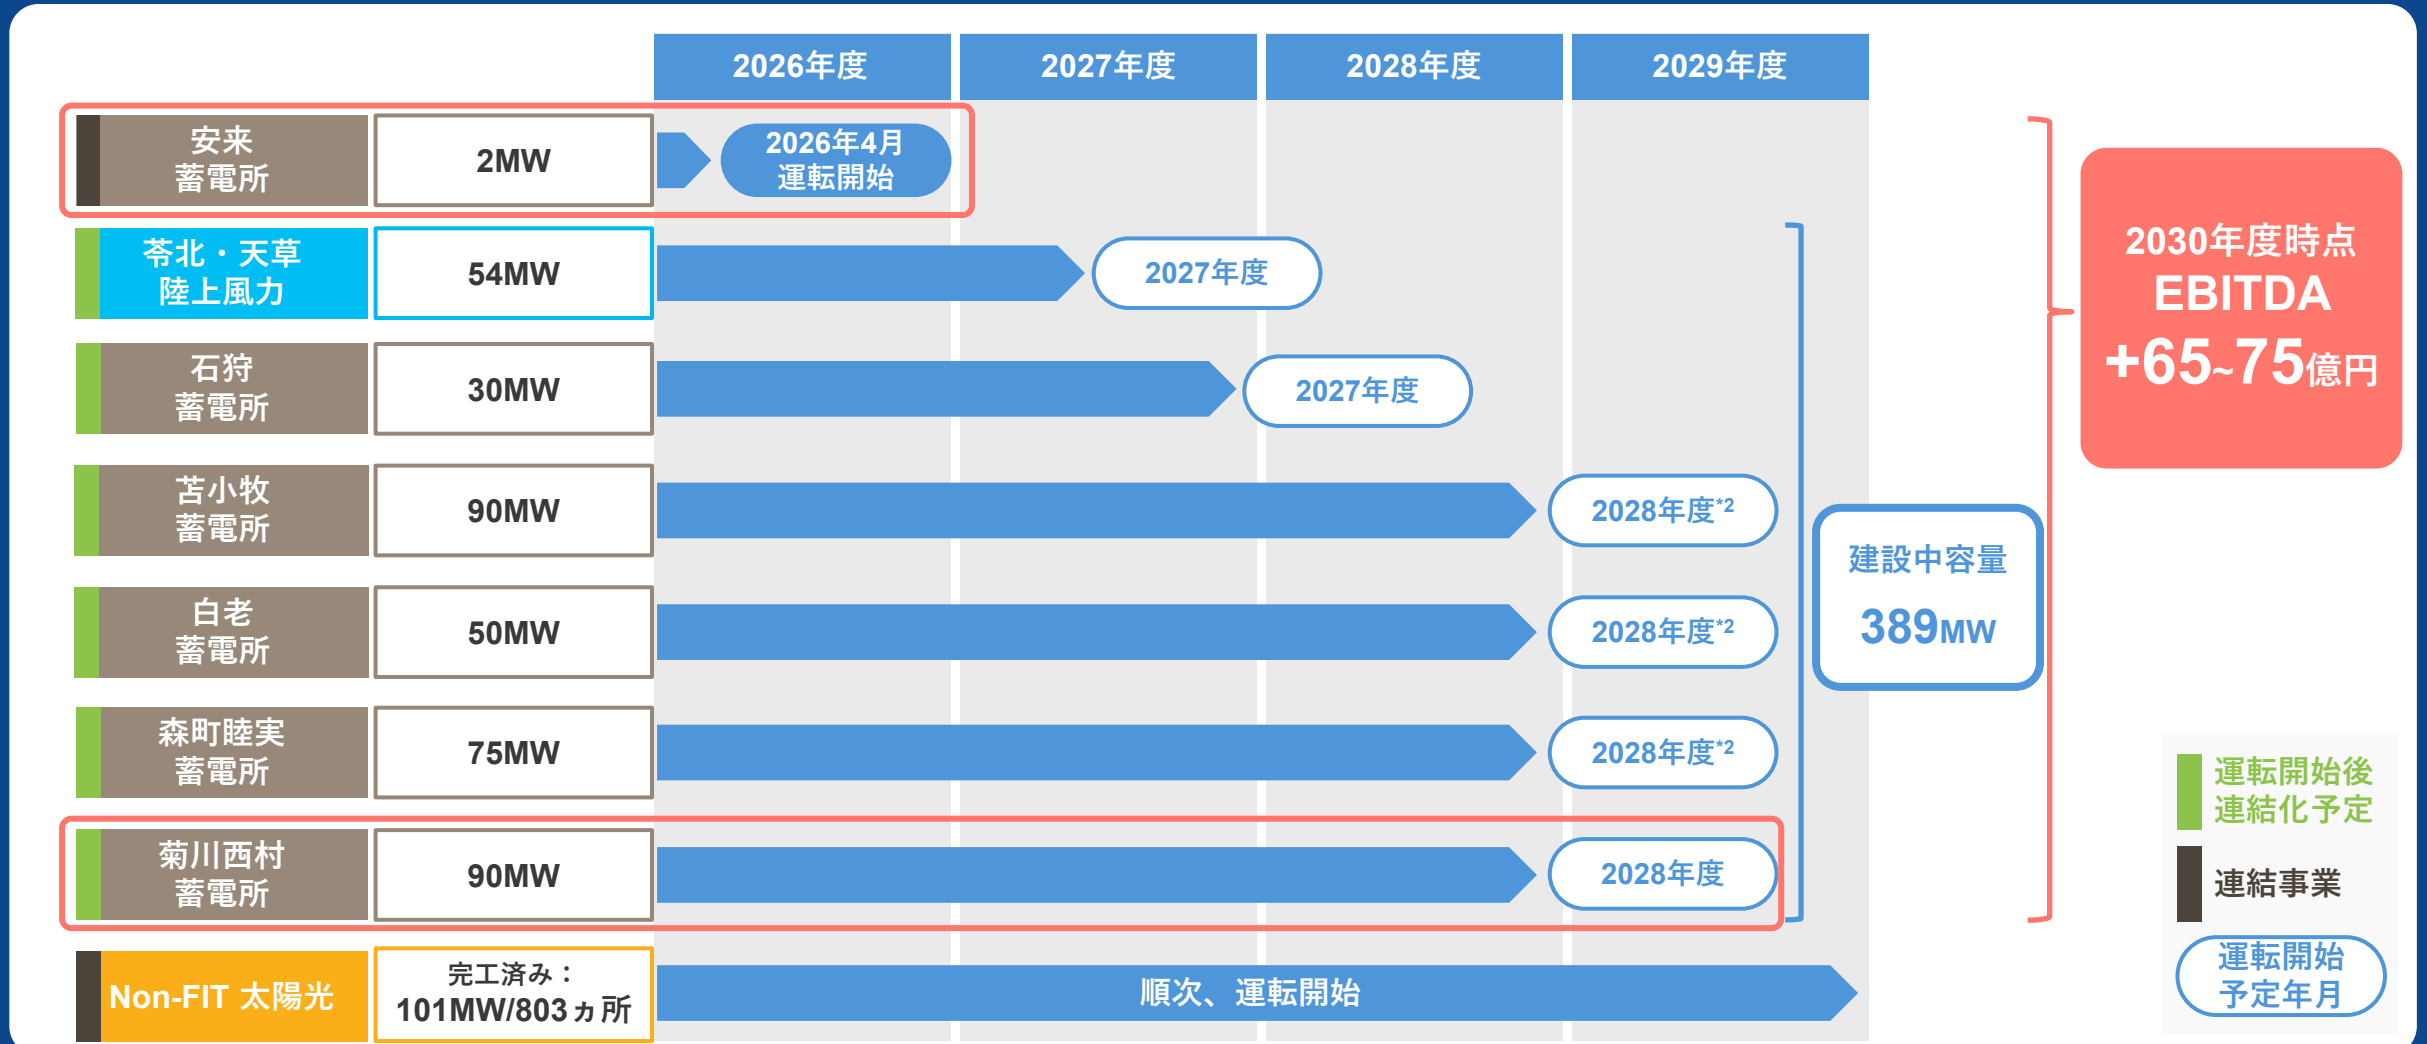 2026年度
2027年度
2028年度
2029年度
安来
蓄電所
2MW
2026年4月
運転開始
苓北・天草
陸上風力
54MW
2027年度
石狩
蓄電所
30MW
2027年度
苫小牧
蓄電所
90MW
2028年度*2
白老
蓄電所
50MW
2028年度*2
森町睦実
蓄電所
75MW
2028年度*2
菊川西村
蓄電所
90MW
2028年度
Non-FIT 太陽光
完工済み：
101MW/803ヵ所
順次、運転開始
建設中容量
389MW
2030年度時点
EBITDA
+65~75億円
運転開始後
連結化予定
連結事業
運転開始
予定年月